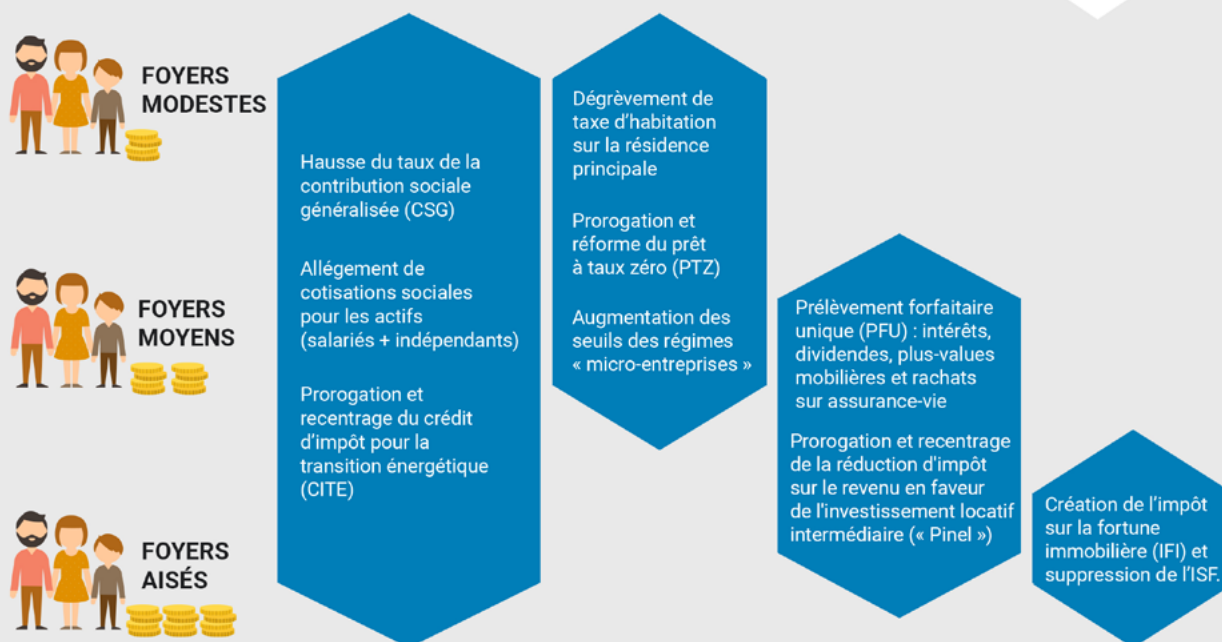 FOYERS
MODESTES
FOYERS
MOYENS
FOYERS
AISÉS
Hausse du taux de la
contribution sociale
généralisée (CSG)
Allégement de
cotisations sociales
pour les actifs
(salariés + indépendants)
Prorogation et
recentrage du crédit
d'impôt pour la
transition énergétique
(CITE)
Dégrèvement de
taxe d'habitation
sur la résidence
principale
Prorogation et
réforme du prêt
à taux zéro (PTZ)
Augmentation des
seuils des régimes
« micro-entreprises »
Prélèvement forfaitaire
unique (PFU) : intérêts,
dividendes, plus-values
mobilières et rachats
sur assurance-vie
Prorogation et recentrage
de la réduction d'impôt
sur le revenu en faveur
de l'investissement locatif
intermédiaire (« Pinel »)
Création de l'impôt
sur la fortune
immobilière (IFI) et
suppression de l'ISF.